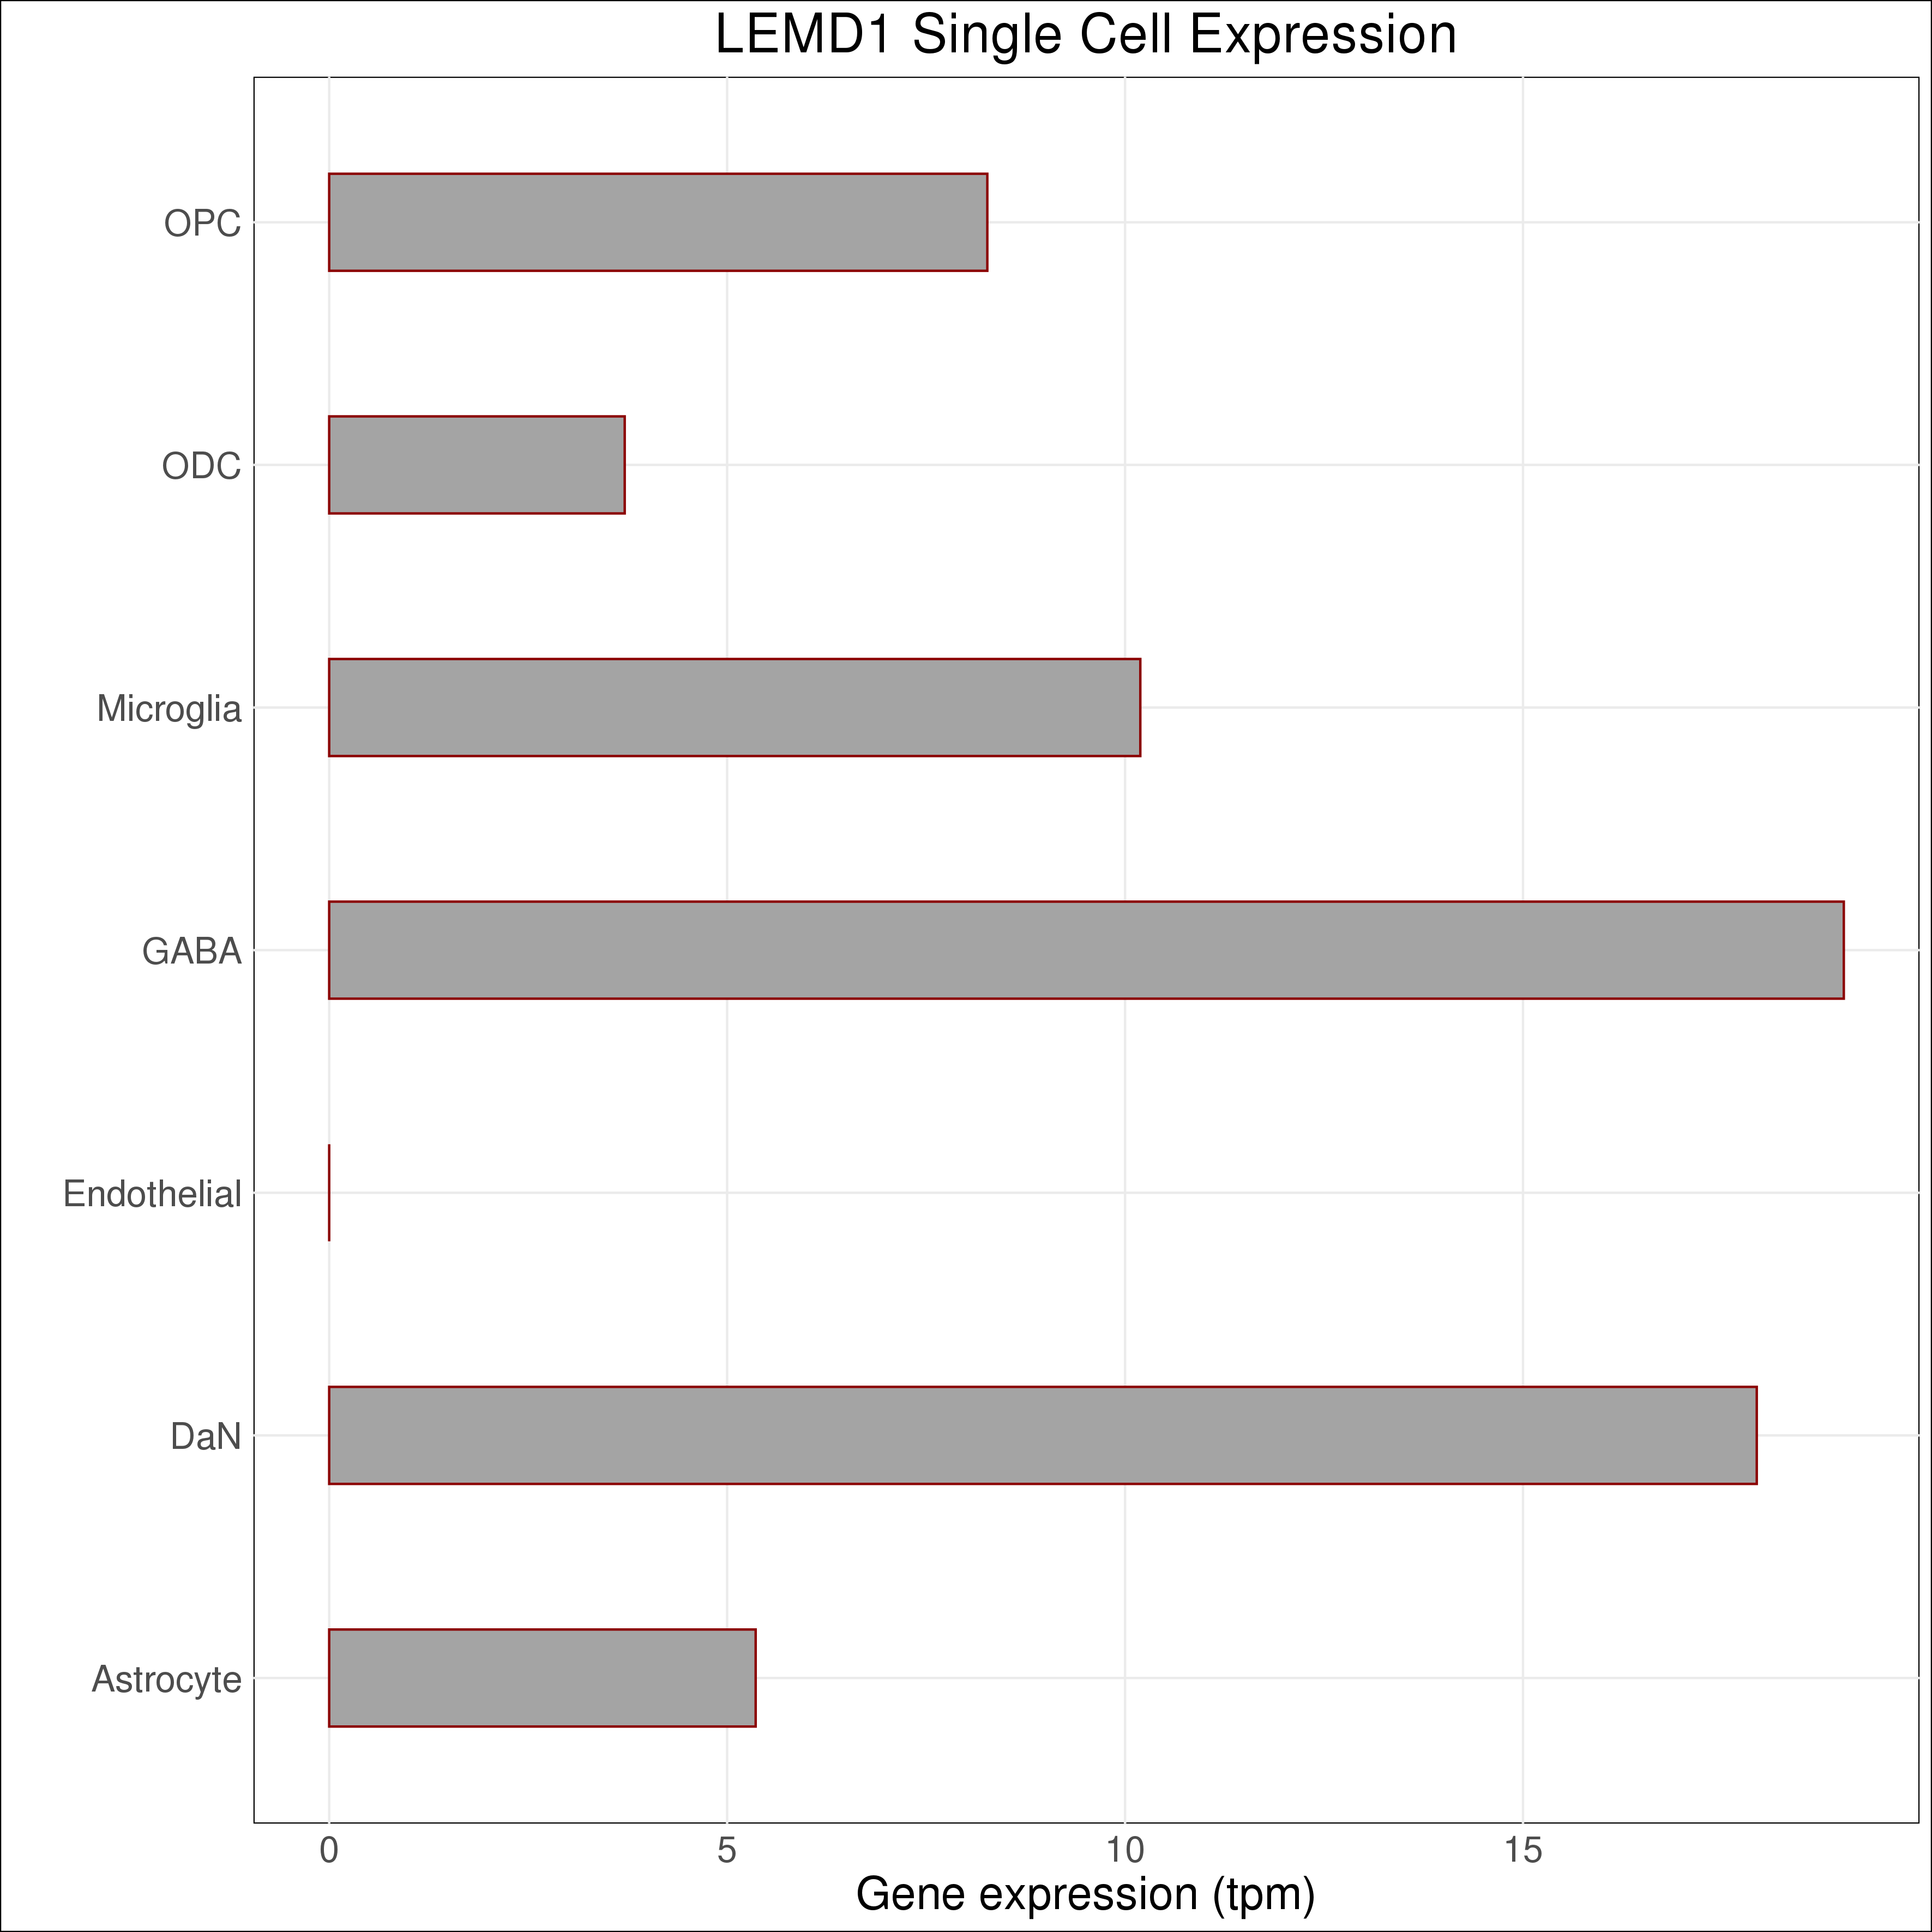 LEMD1 Single Cell Expression
OPC
ODC
Microglia
GABA
Endothelial
DaN
Astrocyte
0 5 10 15
Gene expression (tpm)